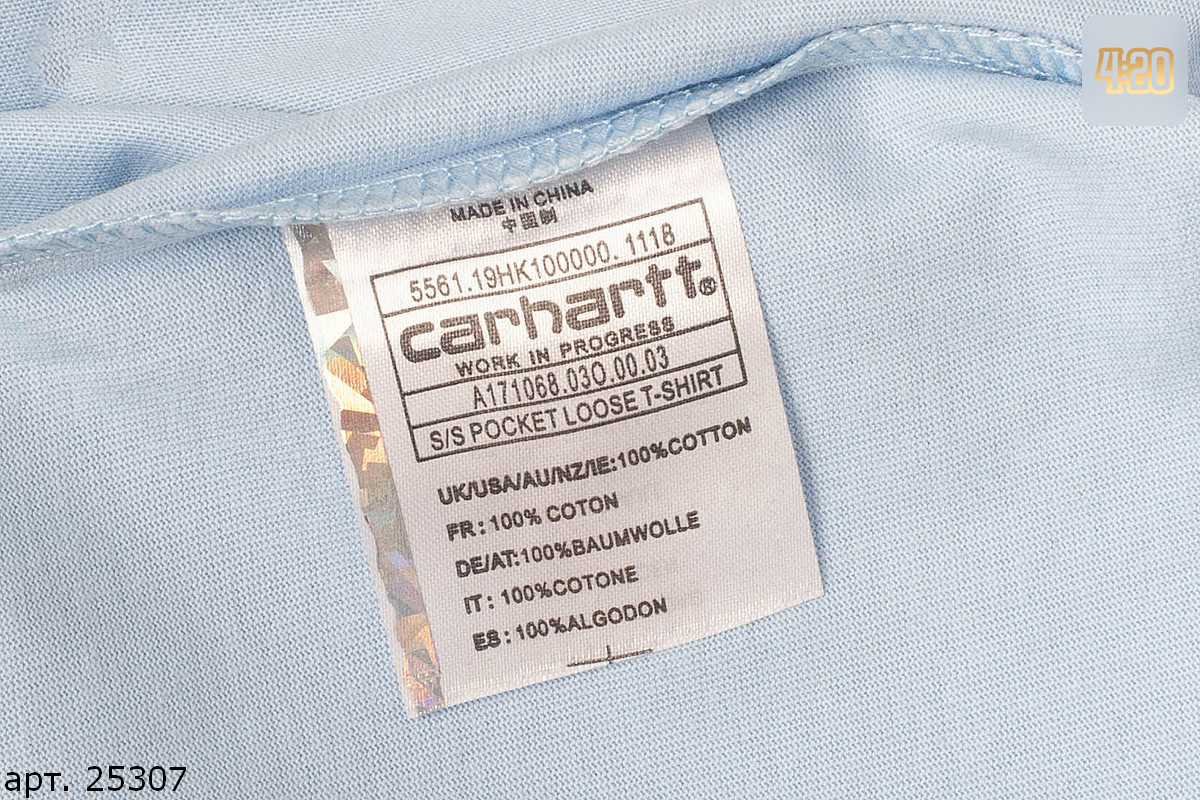 4:20
MADE IN CHINA
中国制
5561.19HK100000. 1118
carhartt®
WORK IN PROGRESS
A171068.03O.00.03
S/S POCKET LOOSE T-SHIRT
UK/USA/AU/NZ/IE:100%COTTON
FR : 100% COTON
DE/AT:100%BAUMWOLLE
IT : 100%COTONE
ES : 100%ALGODON
арт. 25307